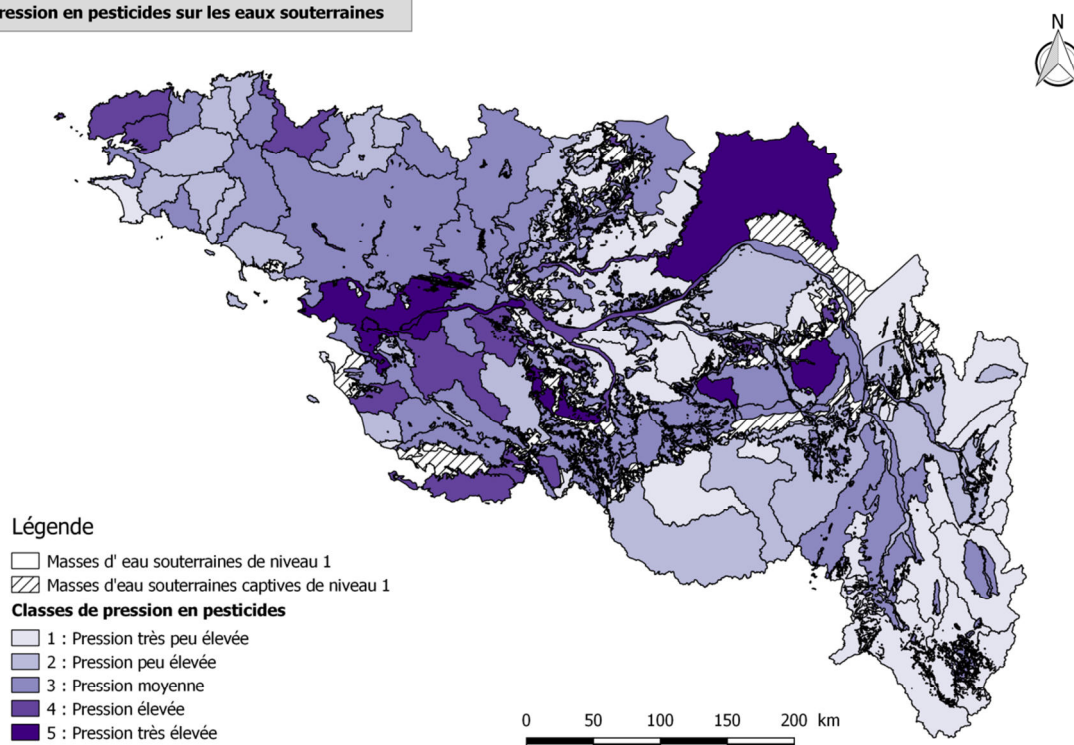 ression en pesticides sur les eaux souterraines
N
Légende
Masses d' eau souterraines de niveau 1
Masses d'eau souterraines captives de niveau 1
Classes de pression en pesticides
1 : Pression très peu élevée
2 : Pression peu élevée
3 : Pression moyenne
4 : Pression élevée
5 : Pression très élevée
0 50 100 150 200 km